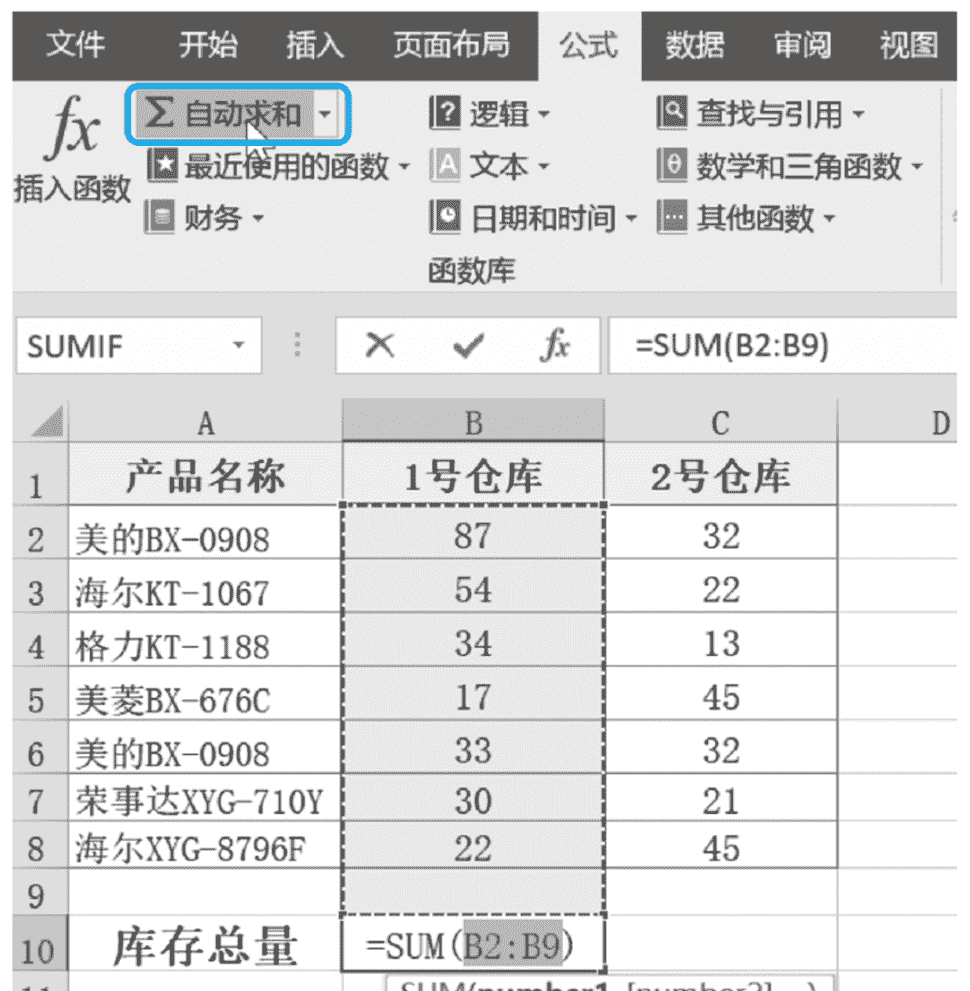 文件 开始 插入 页面布局 公式 数据 审阅 视图
fx 插入函数
Σ 自动求和
最近使用的函数
财务
逻辑
A 文本
日期和时间
查找与引用
θ 数学和三角函数
其他函数
函数库
SUMIF fx =SUM(B2:B9)
A B C D
1 产品名称 1号仓库 2号仓库
2 美的BX-0908 87 32
3 海尔KT-1067 54 22
4 格力KT-1188 34 13
5 美菱BX-676C 17 45
6 美的BX-0908 33 32
7 荣事达XYG-710Y 30 21
8 海尔XYG-8796F 22 45
9
10 库存总量 =SUM(B2:B9)
11 SUM(number1, [number2], ...)